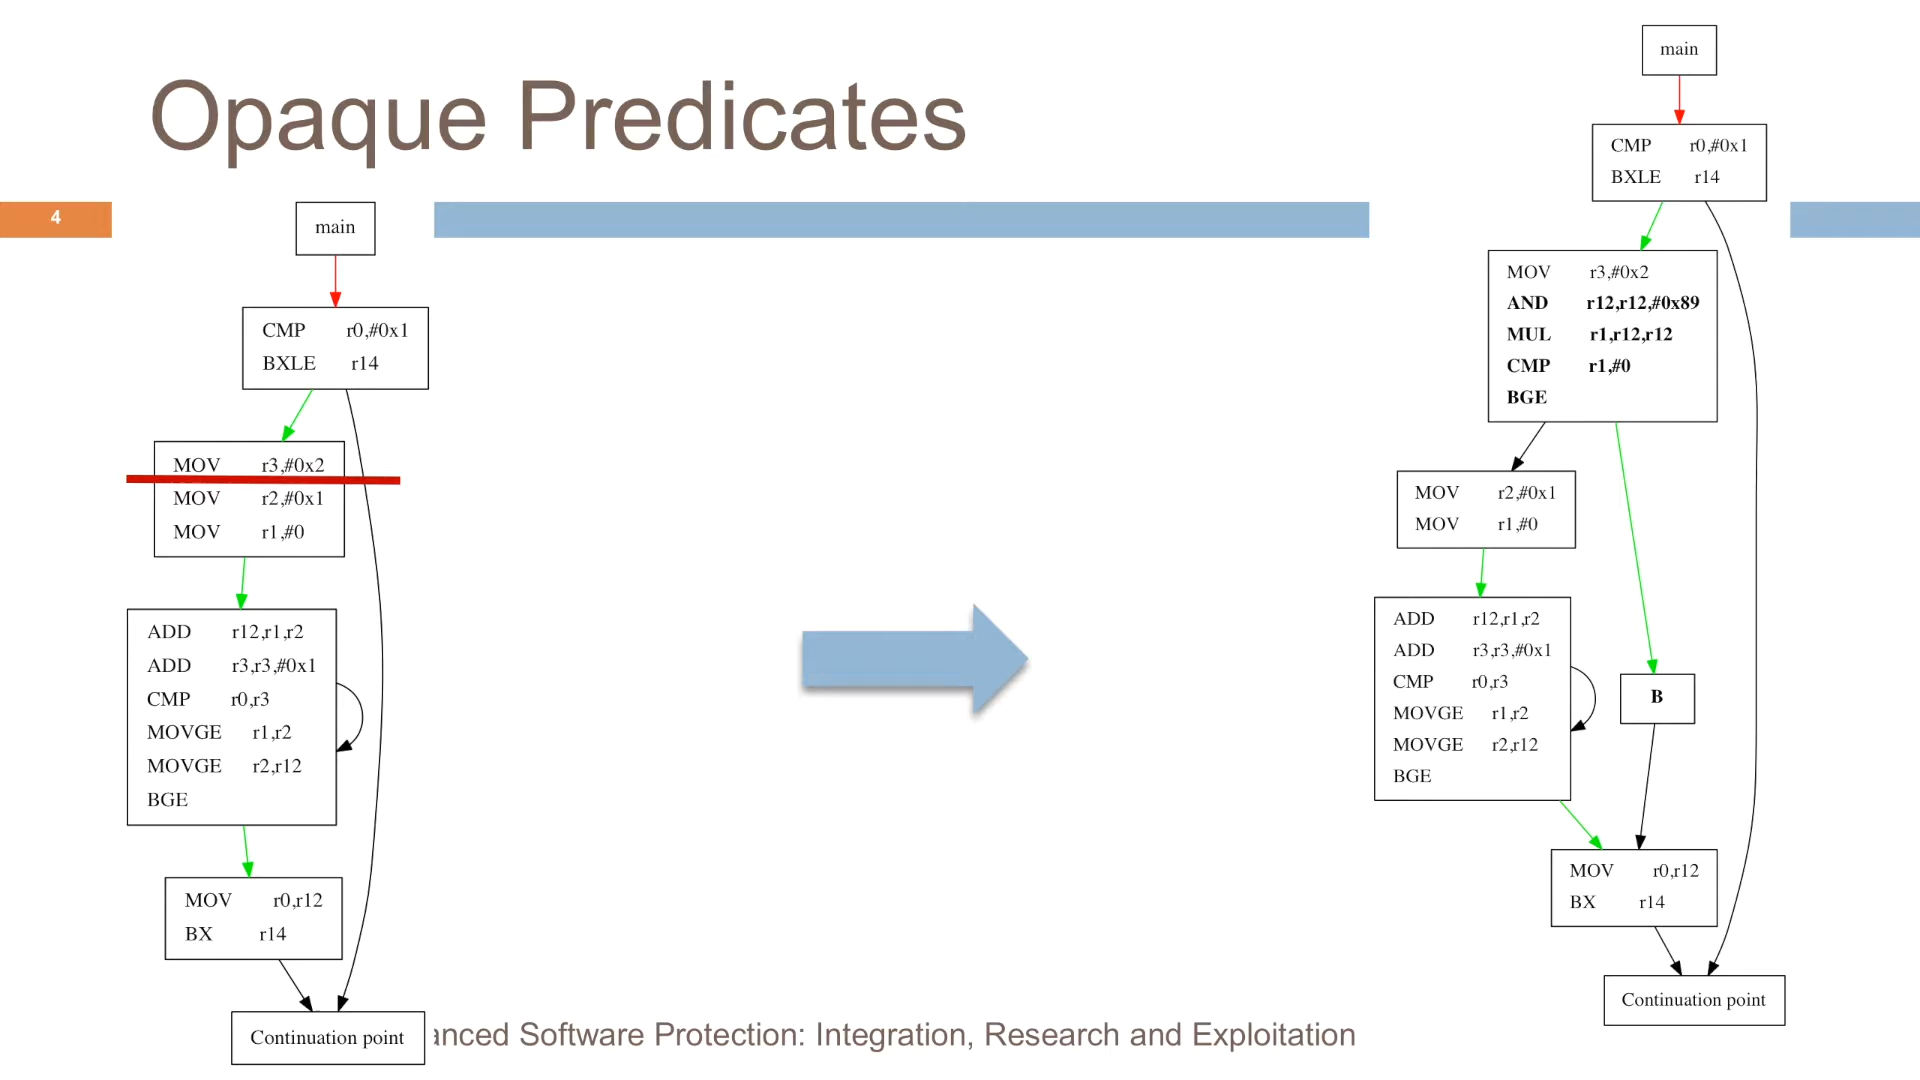 Opaque Predicates
4
main
CMP r0,#0x1
BXLE r14
MOV r3,#0x2
MOV r2,#0x1
MOV r1,#0
ADD r12,r1,r2
ADD r3,r3,#0x1
CMP r0,r3
MOVGE r1,r2
MOVGE r2,r12
BGE
MOV r0,r12
BX r14
Continuation point
main
CMP r0,#0x1
BXLE r14
MOV r3,#0x2
AND r12,r12,#0x89
MUL r1,r12,r12
CMP r1,#0
BGE
MOV r2,#0x1
MOV r1,#0
ADD r12,r1,r2
ADD r3,r3,#0x1
CMP r0,r3
MOVGE r1,r2
MOVGE r2,r12
BGE
B
MOV r0,r12
BX r14
Continuation point
anced Software Protection: Integration, Research and Exploitation